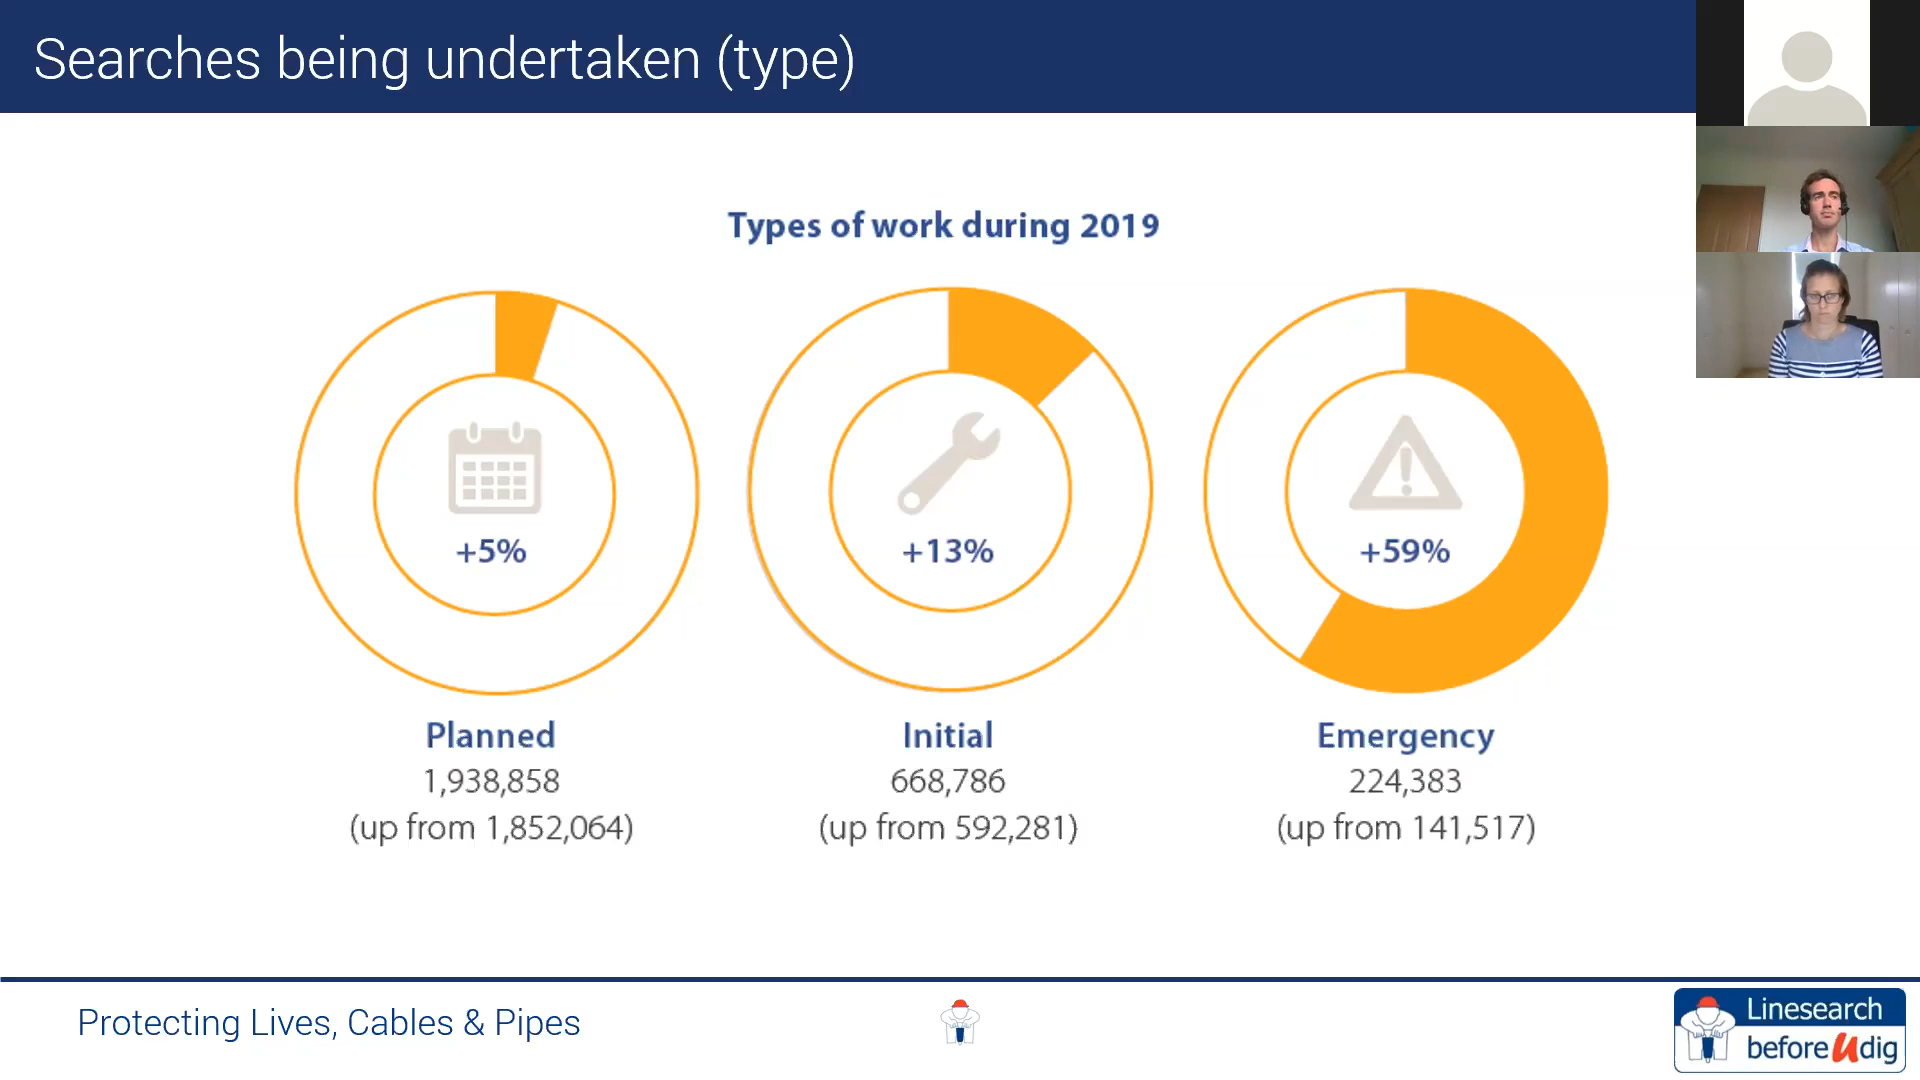 Searches being undertaken (type)
Types of work during 2019
+5%
+13%
+59%
Planned
1,938,858
(up from 1,852,064)
Initial
668,786
(up from 592,281)
Emergency
224,383
(up from 141,517)
Protecting Lives, Cables & Pipes
Linesearch
beforeUdig